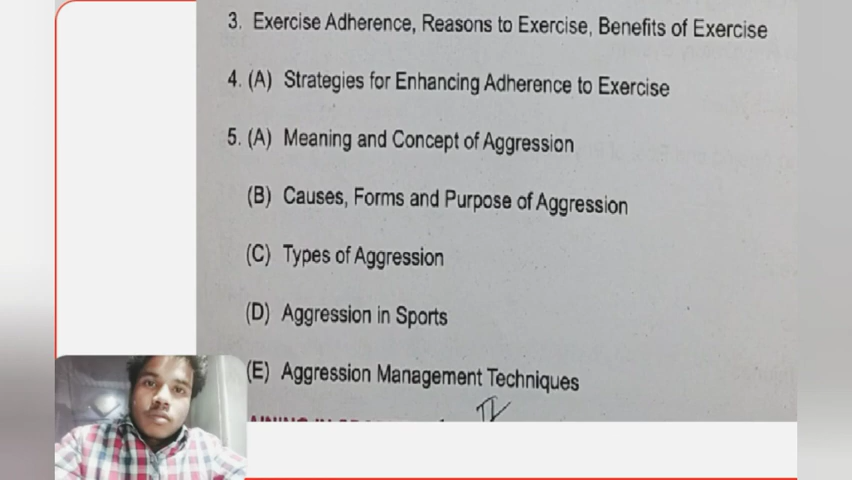 3. Exercise Adherence, Reasons to Exercise, Benefits of Exercise
4. (A) Strategies for Enhancing Adherence to Exercise
5. (A) Meaning and Concept of Aggression
(B) Causes, Forms and Purpose of Aggression
(C) Types of Aggression
(D) Aggression in Sports
(E) Aggression Management Techniques